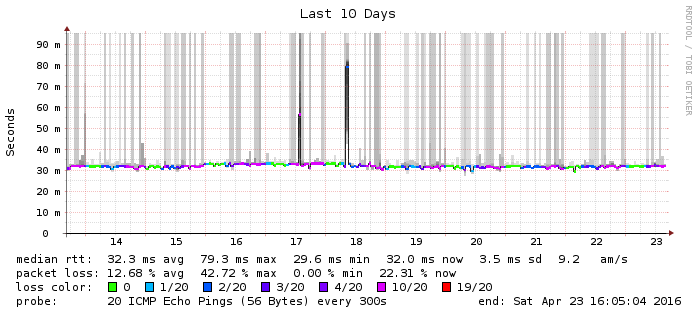 Last 10 Days
RRDTOOL / TOBI OETIKER
Seconds
90 m
80 m
70 m
60 m
50 m
40 m
30 m
20 m
10 m
0
14 15 16 17 18 19 20 21 22 23
median rtt: 32.3 ms avg 79.3 ms max 29.6 ms min 32.0 ms now 3.5 ms sd 9.2 am/s
packet loss: 12.68 % avg 42.72 % max 0.00 % min 22.31 % now
loss color: 0 1/20 2/20 3/20 4/20 10/20 19/20
probe: 20 ICMP Echo Pings (56 Bytes) every 300s end: Sat Apr 23 16:05:04 2016